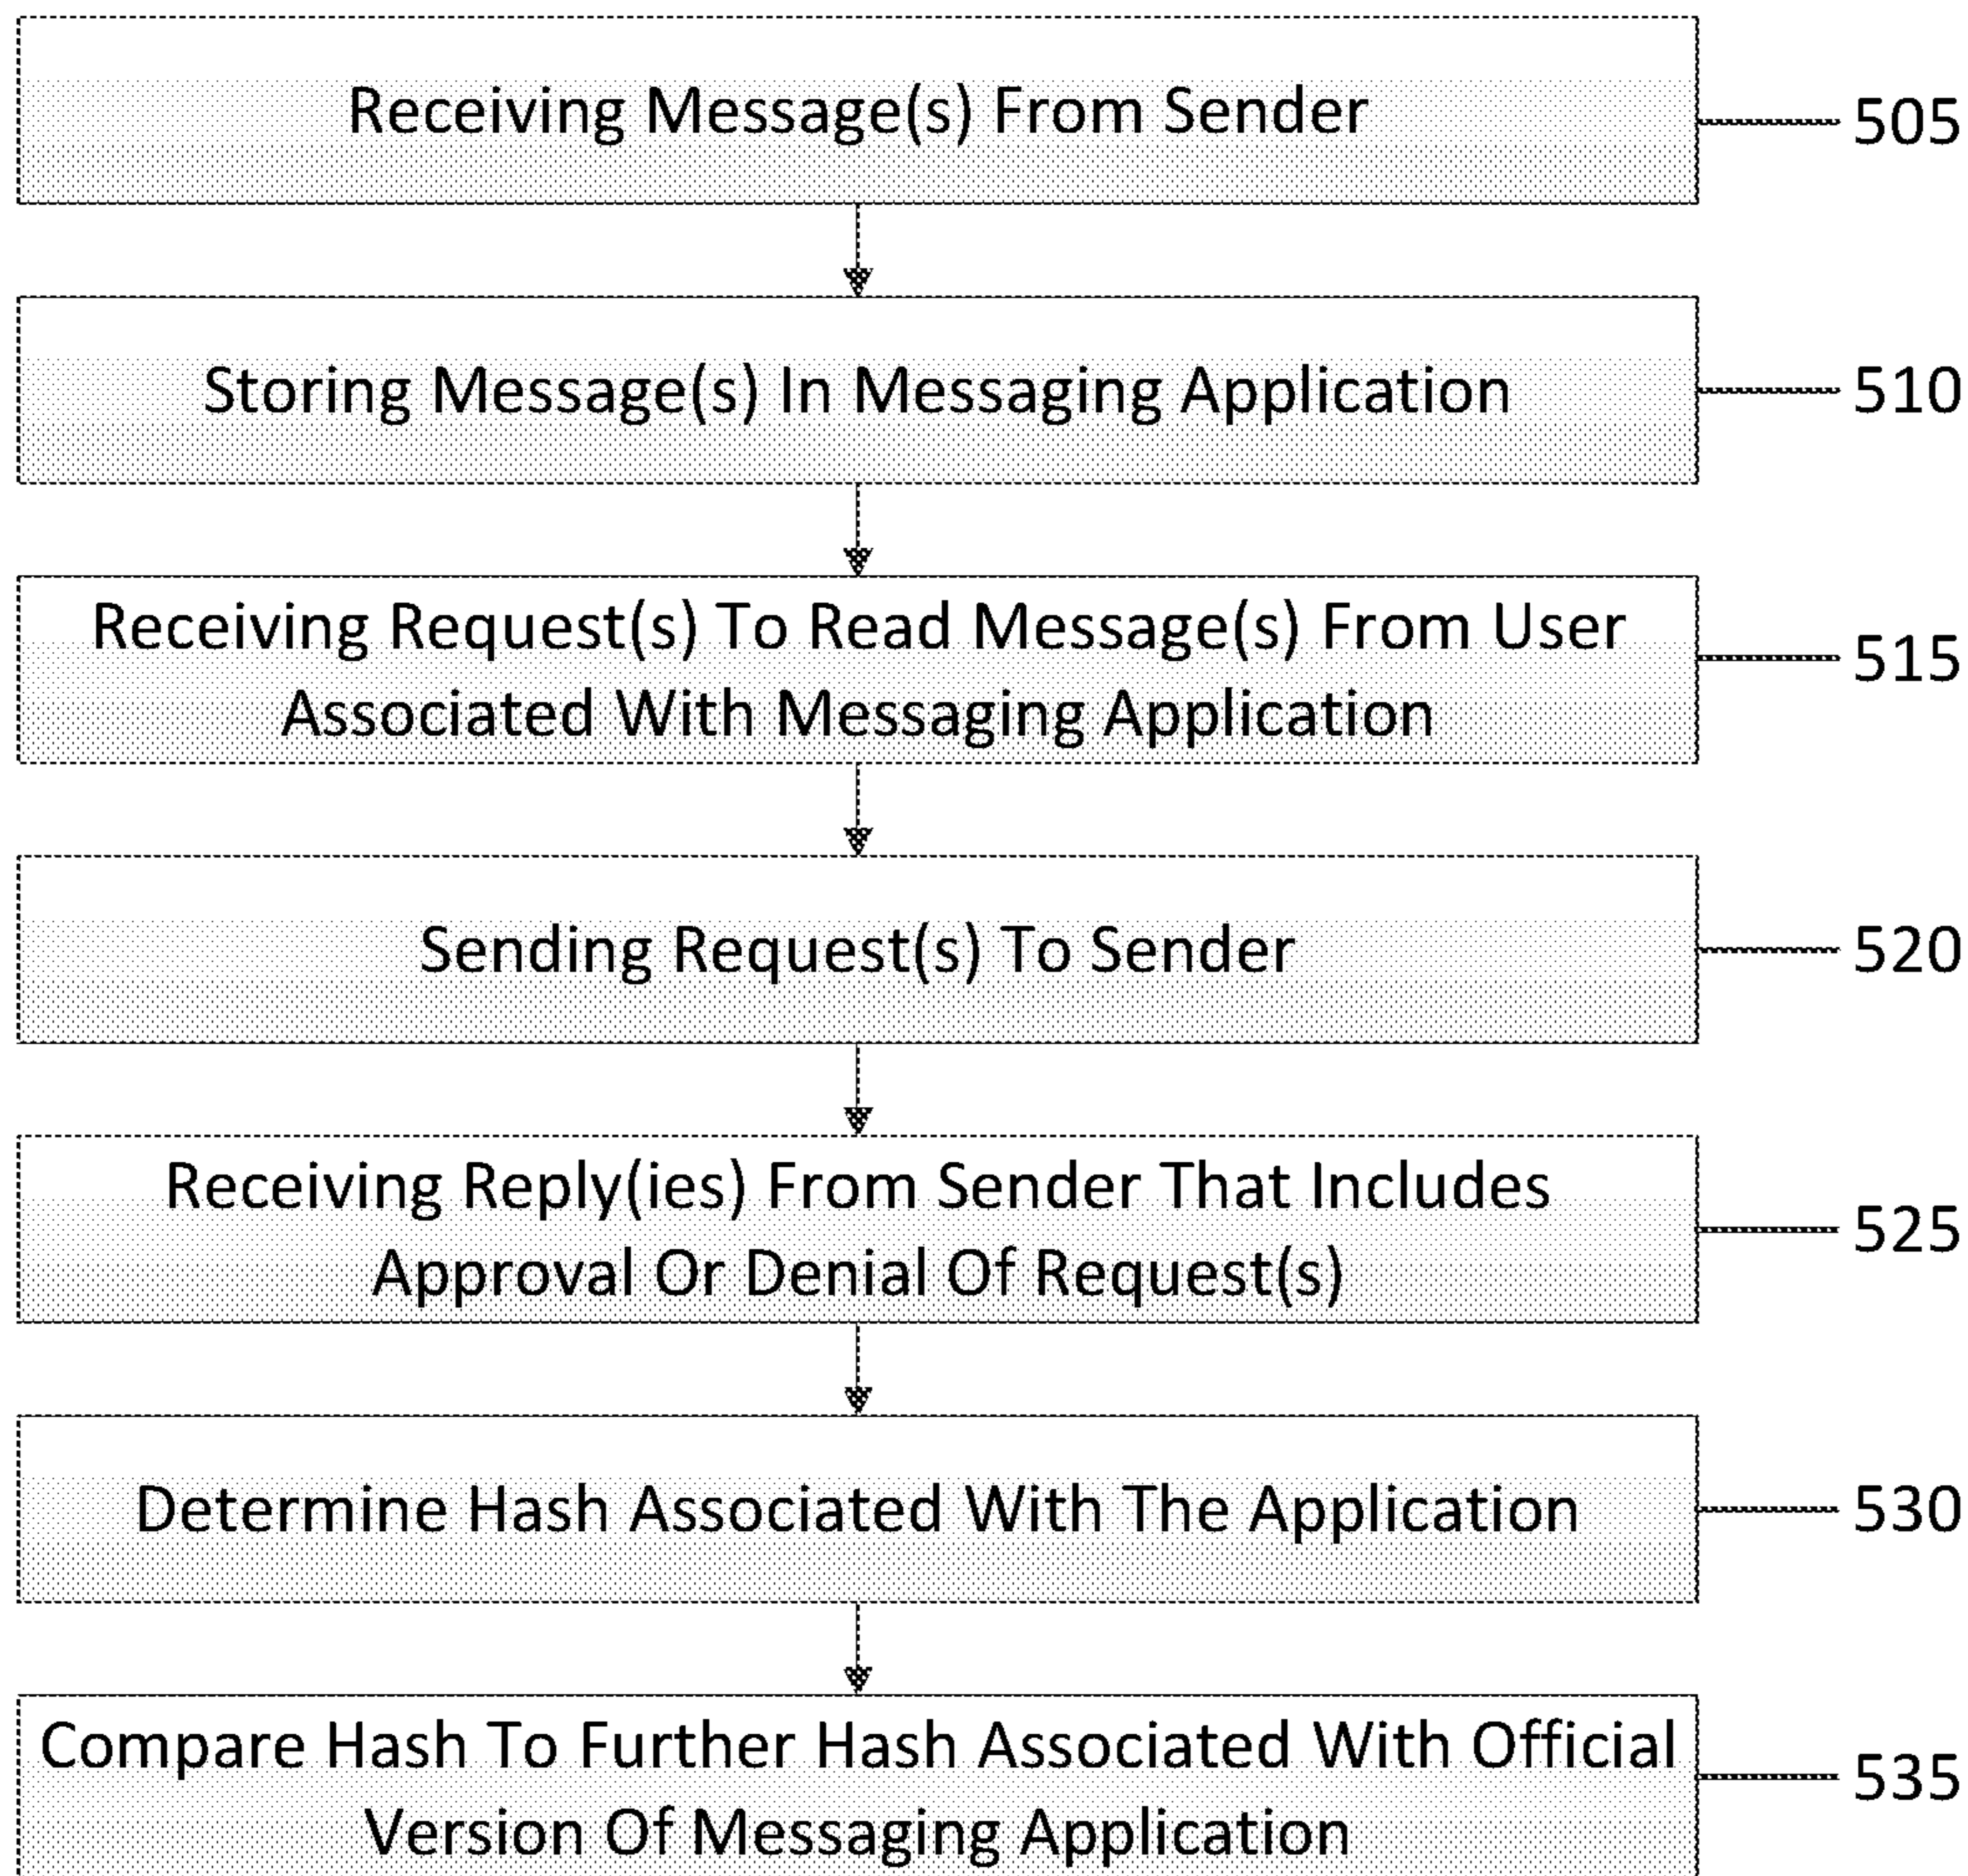 Receiving Message(s) From Sender
505
Storing Message(s) In Messaging Application
510
Receiving Request(s) To Read Message(s) From User
Associated With Messaging Application
515
Sending Request(s) To Sender
520
Receiving Reply(ies) From Sender That Includes
Approval Or Denial Of Request(s)
525
Determine Hash Associated With The Application
530
Compare Hash To Further Hash Associated With Official
Version Of Messaging Application
535